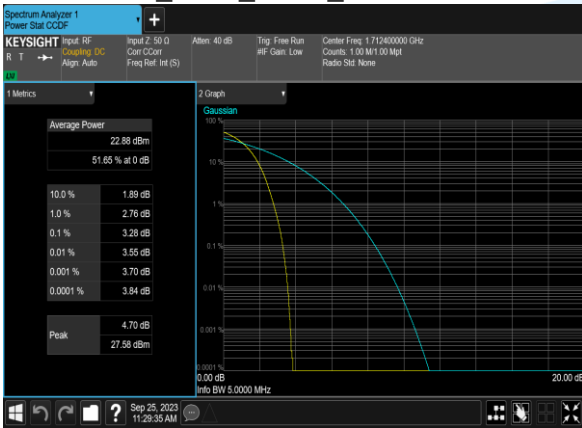 Spectrum Analyzer 1
Power Stat CCDF
KEYSIGHT
R T
LXI
Input: RF
Coupling: DC
Align: Auto
Input Z: 50 Ω
Corr CCorr
Freq Ref: Int (S)
Atten: 40 dB
Trig: Free Run
#IF Gain: Low
Center Freq: 1.712400000 GHz
Counts: 1.00 M/1.00 Mpt
Radio Std: None
1 Metrics
Average Power
22.88 dBm
51.65 % at 0 dB
10.0 % 1.89 dB
1.0 % 2.76 dB
0.1 % 3.28 dB
0.01 % 3.55 dB
0.001 % 3.70 dB
0.0001 % 3.84 dB
Peak
4.70 dB
27.58 dBm
2 Graph
Gaussian
100 %
10 %
1 %
0.1 %
0.01 %
0.001 %
0.0001 %
0.00 dB
20.00 dB
Info BW 5.0000 MHz
?
Sep 25, 2023
11:29:35 AM